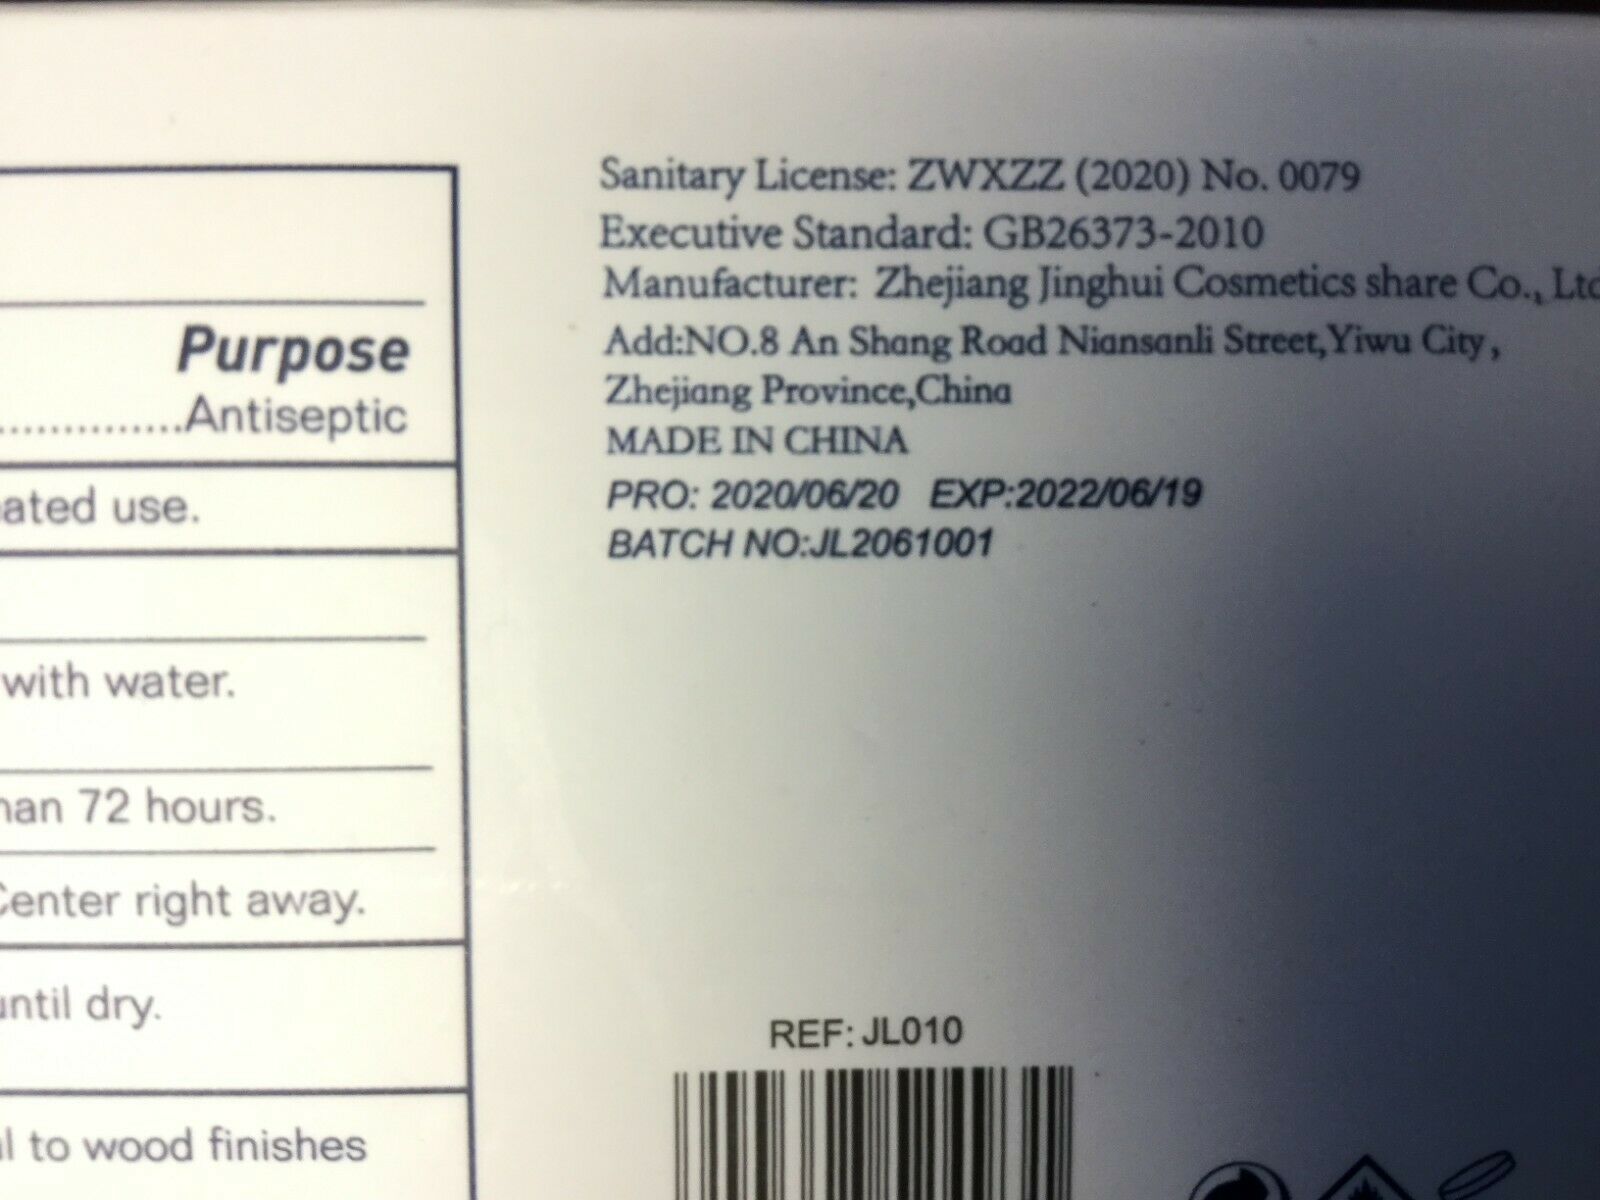 Purpose
...............Antiseptic
ated use.
with water.
an 72 hours.
Center right away.
until dry.
l to wood finishes
Sanitary License: ZWXZZ (2020) No. 0079
Executive Standard: GB26373-2010
Manufacturer: Zhejiang Jinghui Cosmetics share Co., Ltd
Add:NO.8 An Shang Road Niansanli Street,Yiwu City,
Zhejiang Province,China
MADE IN CHINA
PRO: 2020/06/20 EXP:2022/06/19
BATCH NO:JL2061001
REF: JL010